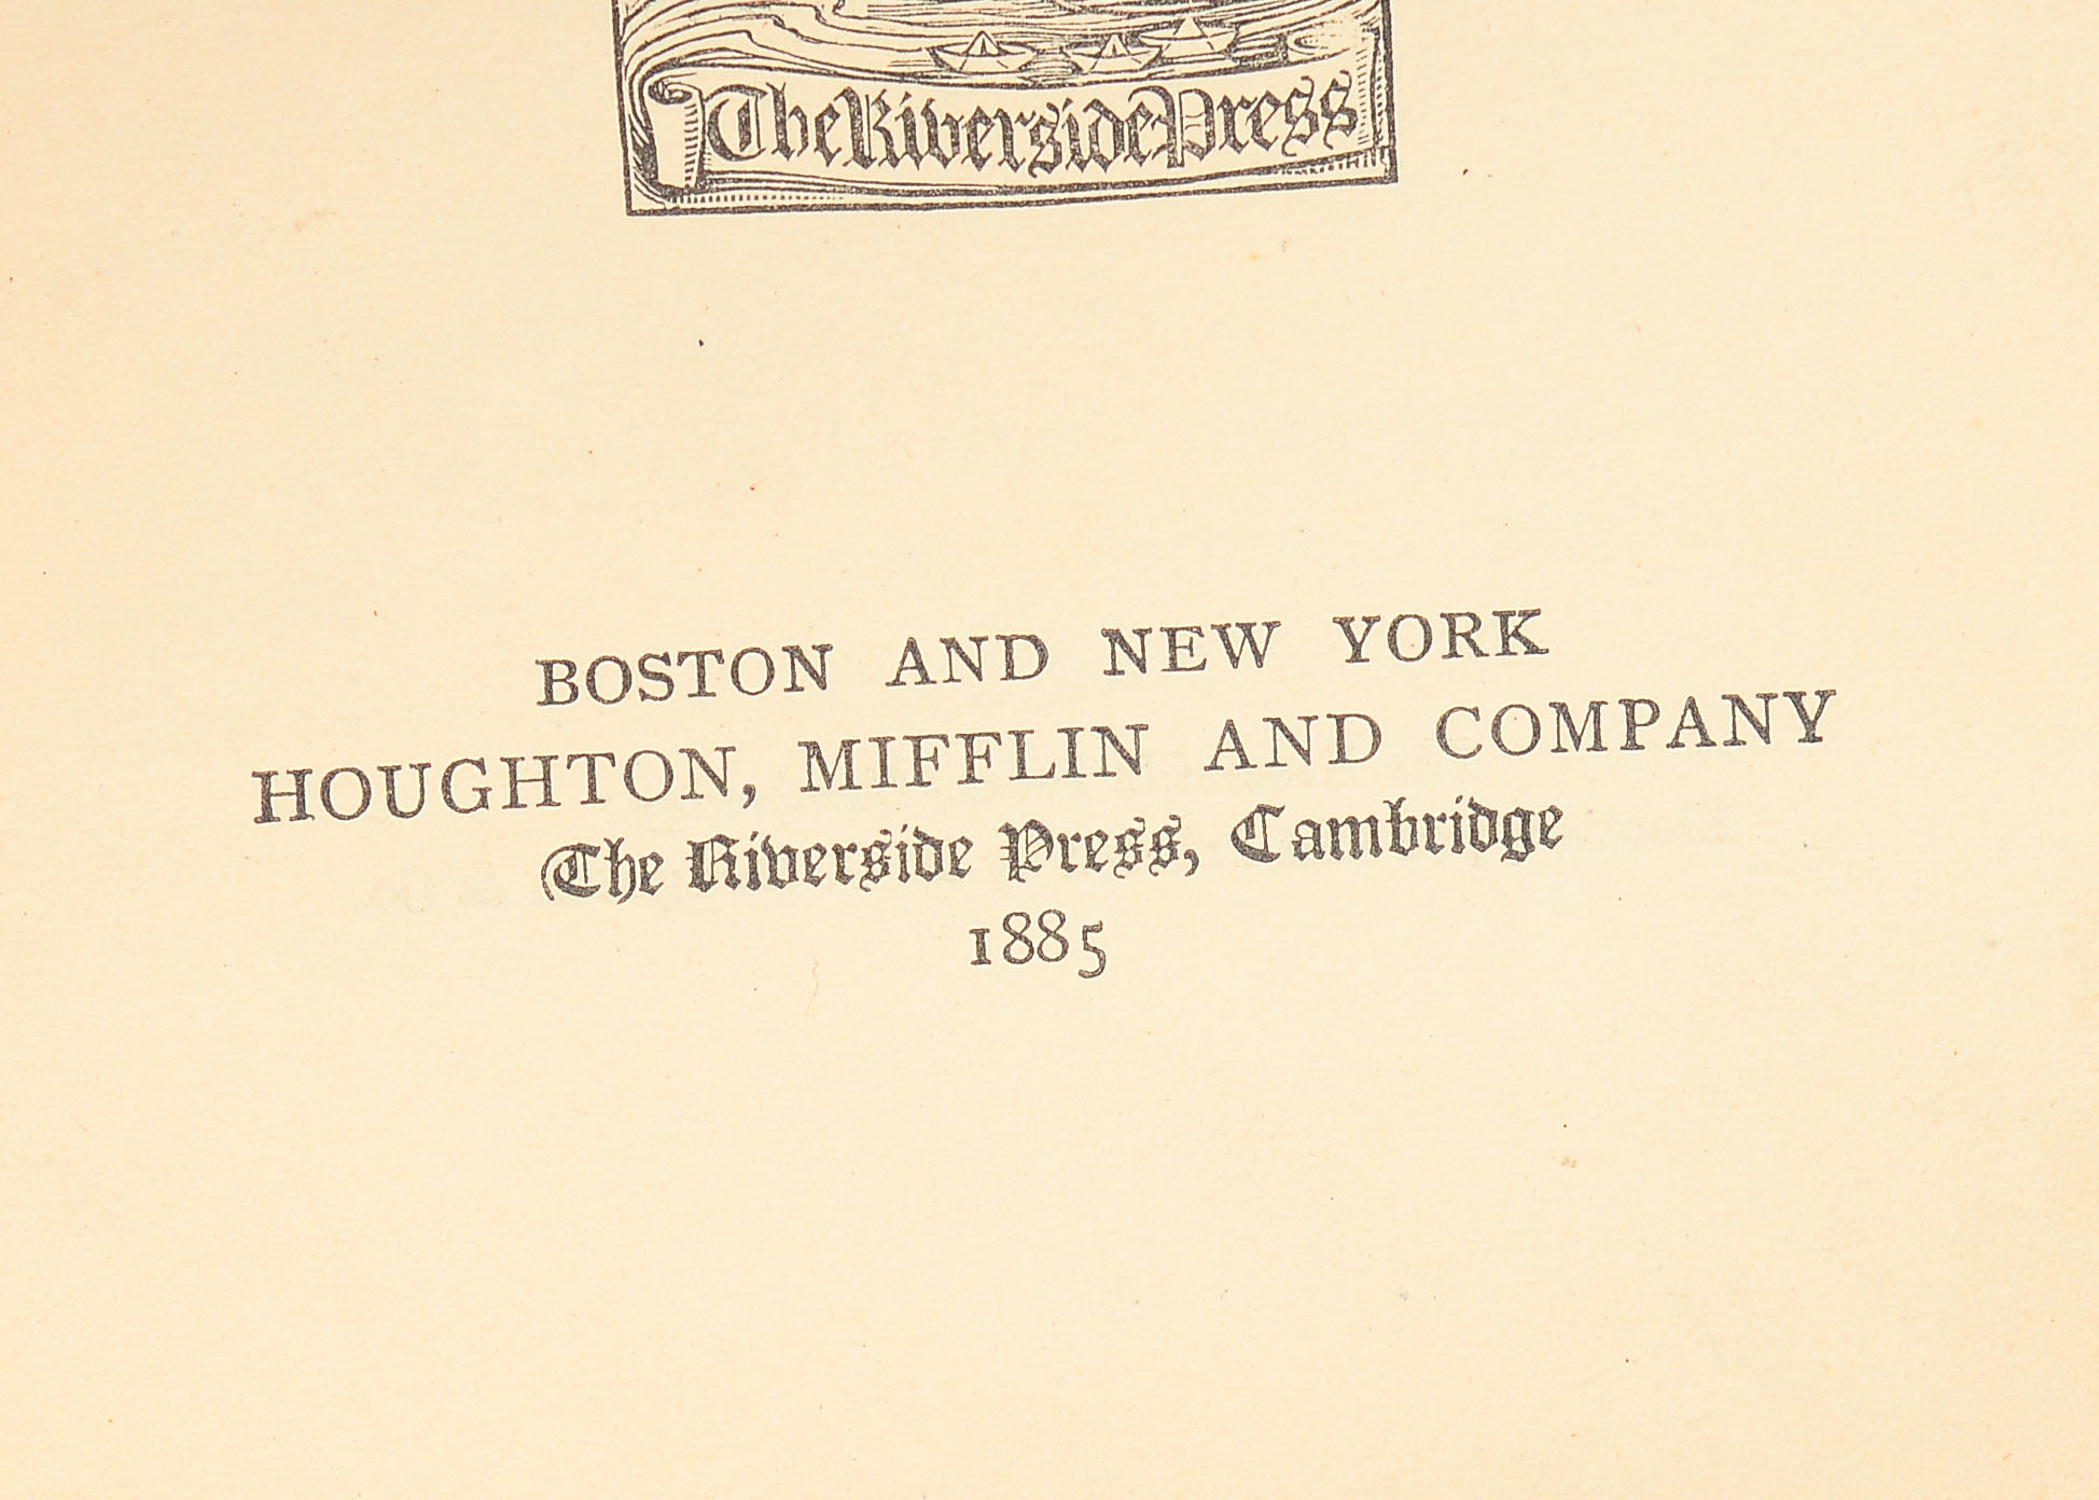 The Riverside Press
BOSTON AND NEW YORK
HOUGHTON, MIFFLIN AND COMPANY
The Riverside Press, Cambridge
1885